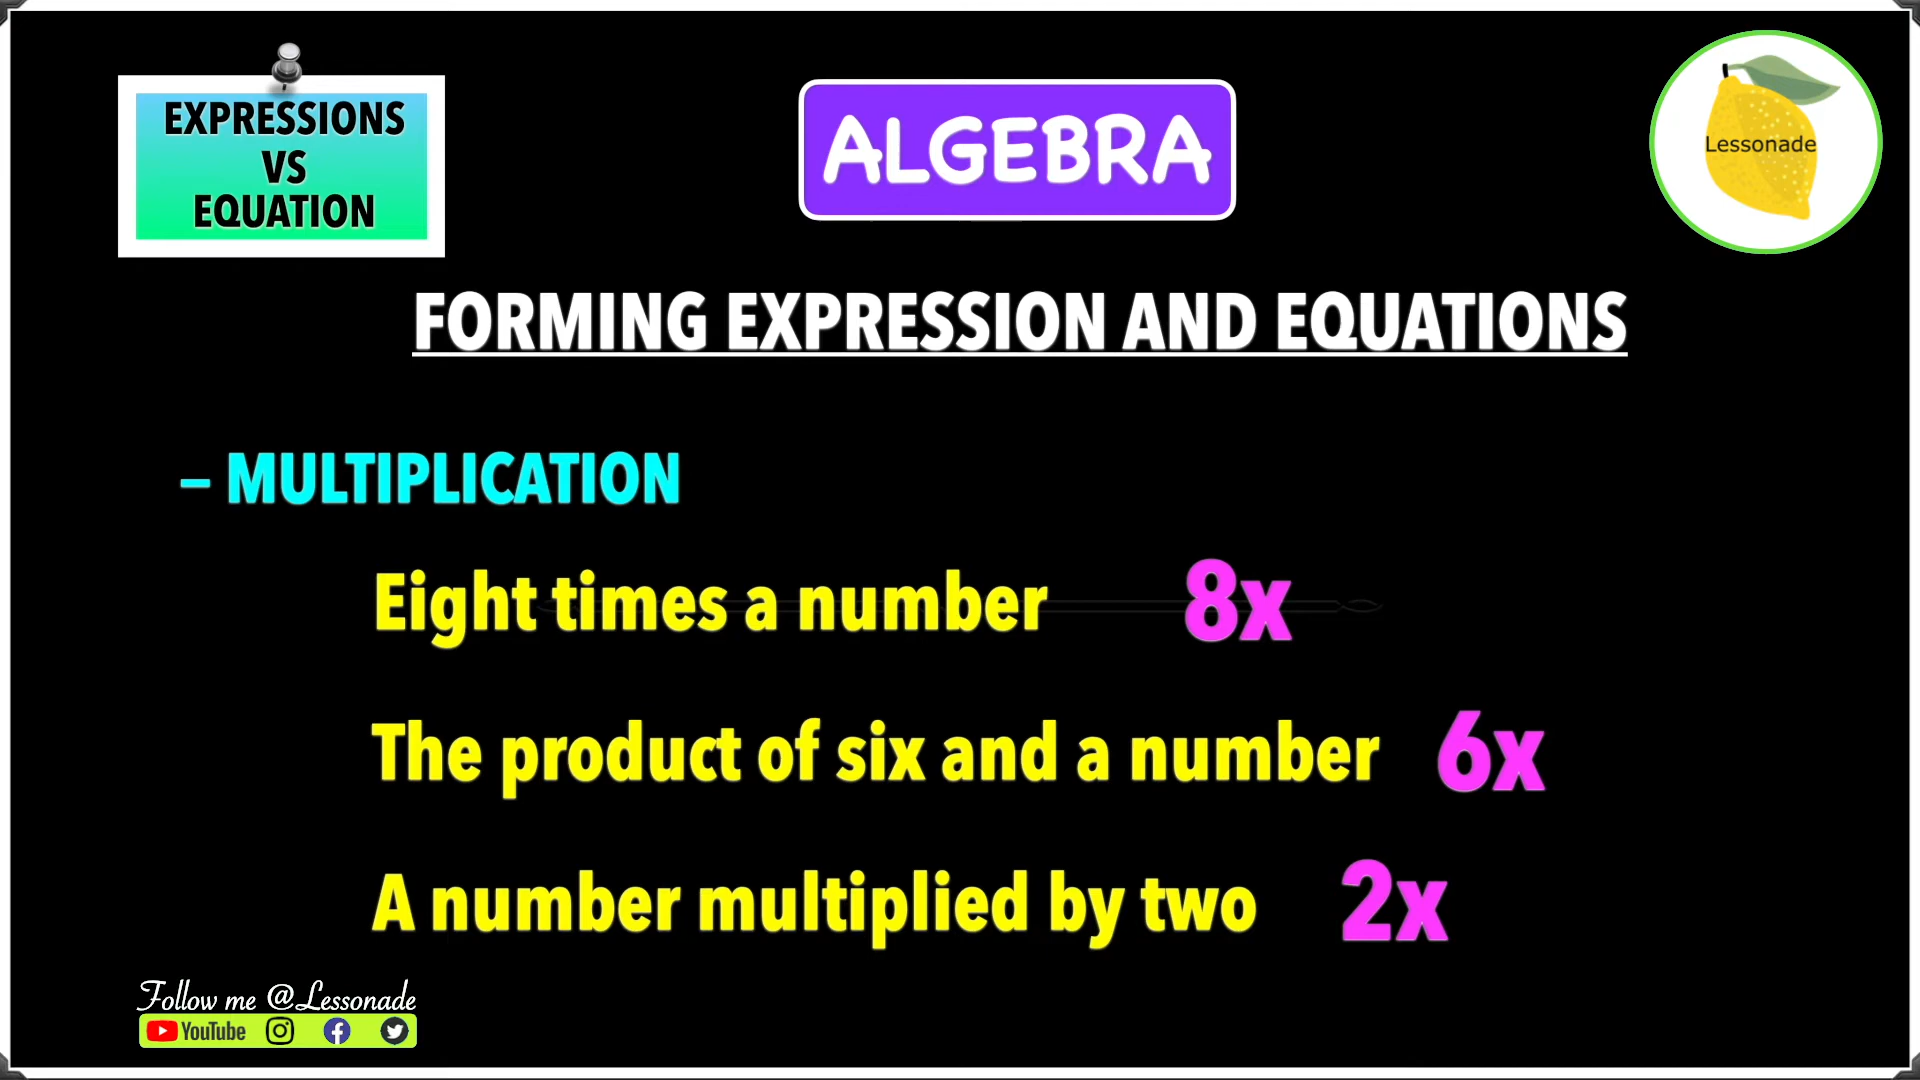 EXPRESSIONS
VS
EQUATION
ALGEBRA
Lessonade
FORMING EXPRESSION AND EQUATIONS
– MULTIPLICATION
Eight times a number 8x
The product of six and a number 6x
A number multiplied by two 2x
Follow me @Lessonade
YouTube